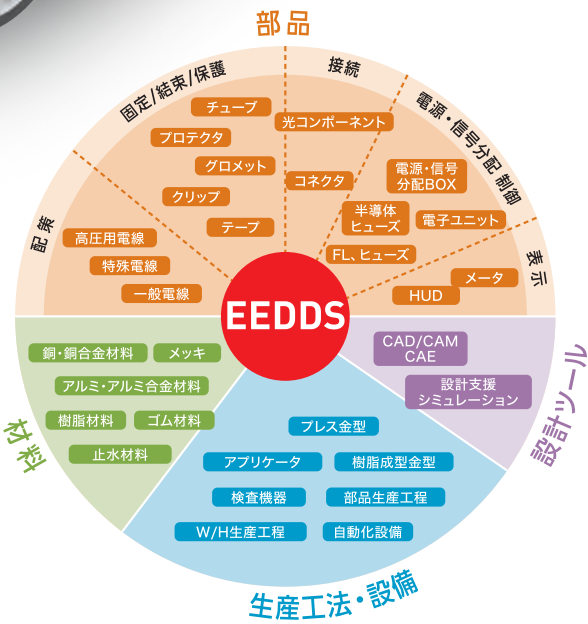 部品
固定/結束/保護
接続
電源・信号分配 制御
配策
表示
チューブ
プロテクタ
グロメット
クリップ
テープ
高圧用電線
特殊電線
一般電線
光コンポーネント
コネクタ
電源・信号
分配BOX
半導体
ヒューズ
電子ユニット
FL、ヒューズ
メータ
HUD
EEDDS
銅・銅合金材料
メッキ
アルミ・アルミ合金材料
樹脂材料
ゴム材料
止水材料
材料
CAD/CAM
CAE
設計支援
シミュレーション
設計ツール
プレス金型
アプリケータ
樹脂成型金型
検査機器
部品生産工程
W/H生産工程
自動化設備
生産工法・設備